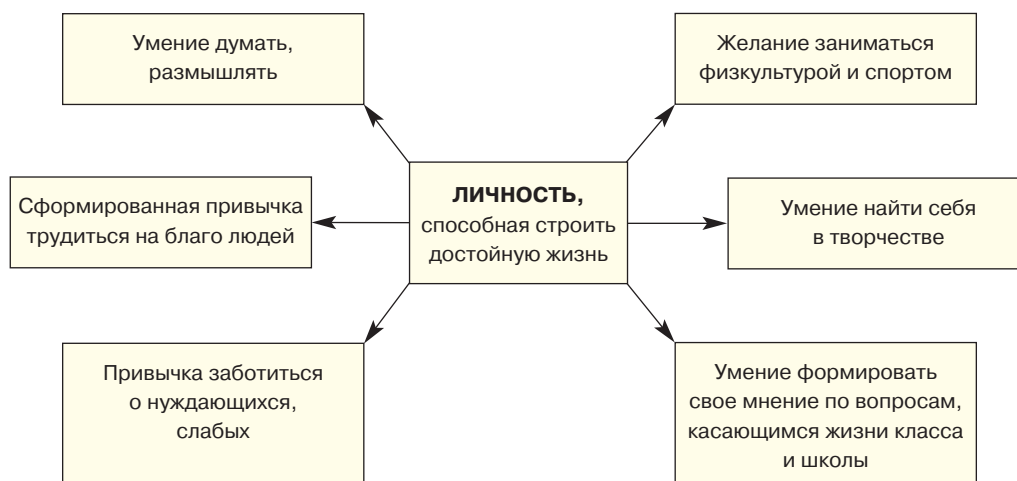 Умение думать,
размышлять
Желание заниматься
физкультурой и спортом
ЛИЧНОСТЬ,
способная строить
достойную жизнь
Сформированная привычка
трудиться на благо людей
Умение найти себя
в творчестве
Привычка заботиться
о нуждающихся,
слабых
Умение формировать
свое мнение по вопросам,
касающимся жизни класса
и школы